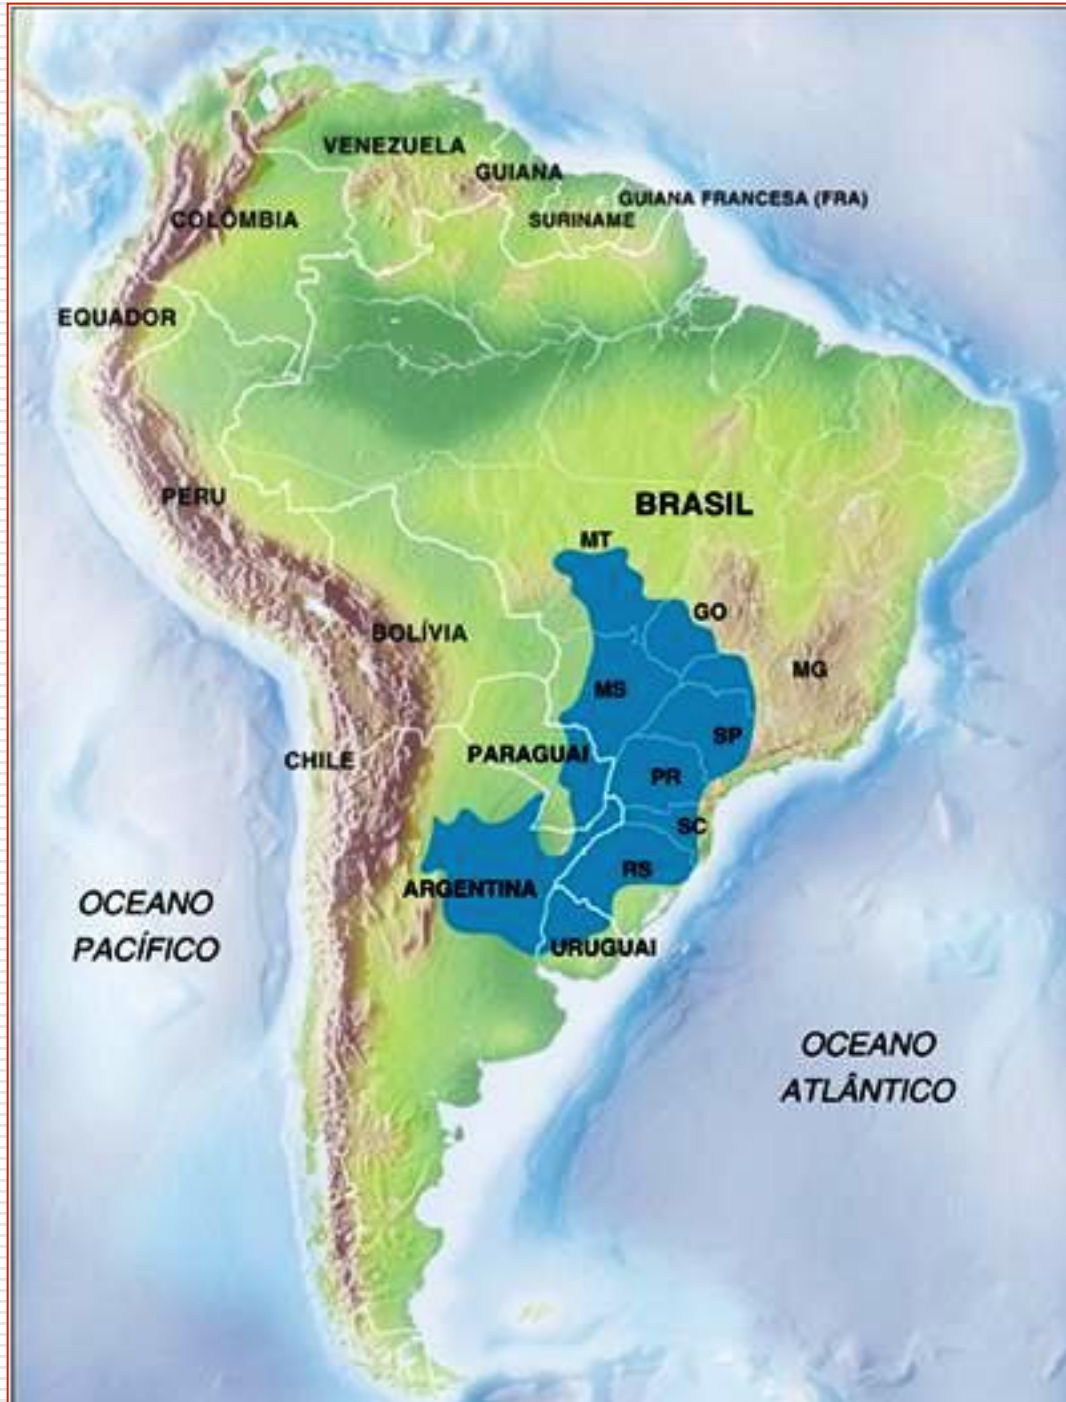 VENEZUELA
GUIANA
GUIANA FRANCESA (FRA)
SURINAME
COLÔMBIA
EQUADOR
PERU
BRASIL
MT
GO
BOLÍVIA
MG
MS
SP
PARAGUAI
CHILE
PR
SC
RS
ARGENTINA
OCEANO
PACÍFICO
URUGUAI
OCEANO
ATLÂNTICO